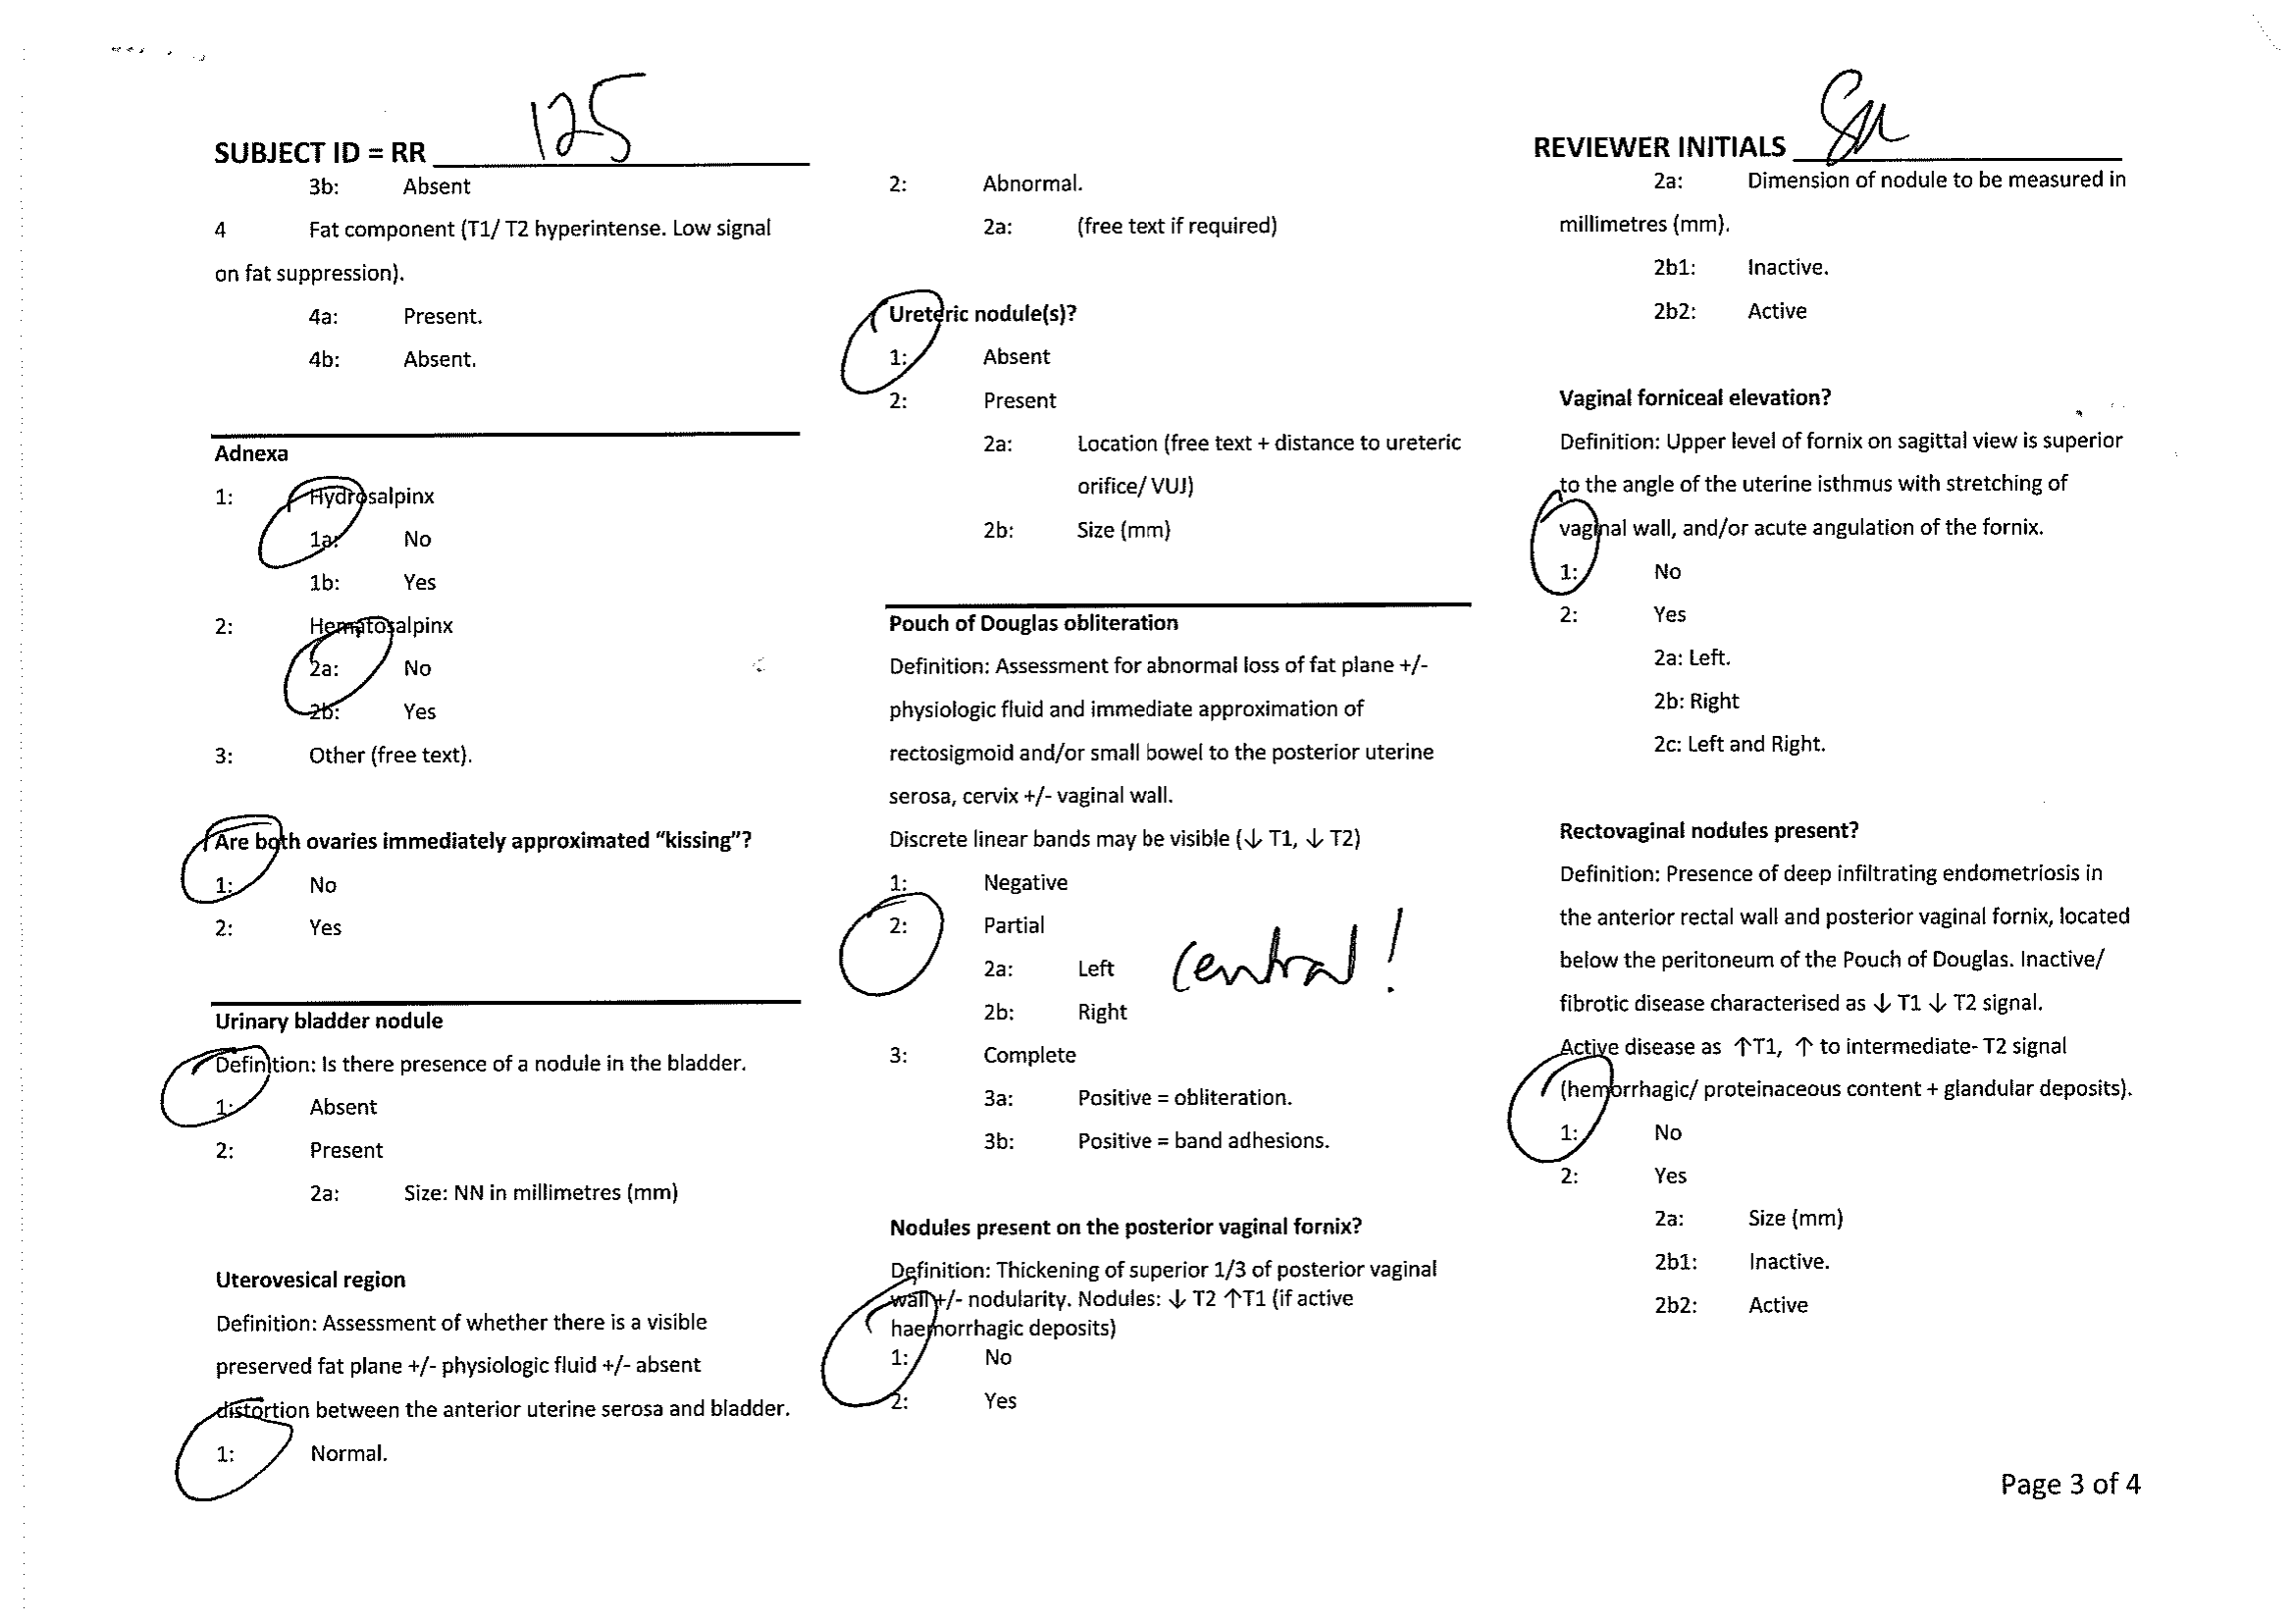 SUBJECT ID = RR 125
3b: Absent
4 Fat component (T1/ T2 hyperintense. Low signal
on fat suppression).
4a: Present.
4b: Absent.
Adnexa
1: Hydrosalpinx
1a: No
1b: Yes
2: Hematosalpinx
2a: No
2b: Yes
3: Other (free text).
Are both ovaries immediately approximated “kissing”?
1: No
2: Yes
Urinary bladder nodule
Definition: Is there presence of a nodule in the bladder.
1: Absent
2: Present
2a: Size: NN in millimetres (mm)
Uterovesical region
Definition: Assessment of whether there is a visible
preserved fat plane +/- physiologic fluid +/- absent
distortion between the anterior uterine serosa and bladder.
1: Normal.
2: Abnormal.
2a: (free text if required)
Ureteric nodule(s)?
1: Absent
2: Present
2a: Location (free text + distance to ureteric
orifice/ VUJ)
2b: Size (mm)
Pouch of Douglas obliteration
Definition: Assessment for abnormal loss of fat plane +/-
physiologic fluid and immediate approximation of
rectosigmoid and/or small bowel to the posterior uterine
serosa, cervix +/- vaginal wall.
Discrete linear bands may be visible (↓ T1, ↓ T2)
1: Negative
2: Partial
2a: Left central!
2b: Right
3: Complete
3a: Positive = obliteration.
3b: Positive = band adhesions.
Nodules present on the posterior vaginal fornix?
Definition: Thickening of superior 1/3 of posterior vaginal
wall +/- nodularity. Nodules: ↓ T2 ↑T1 (if active
haemorrhagic deposits)
1: No
2: Yes
REVIEWER INITIALS
2a: Dimension of nodule to be measured in
millimetres (mm).
2b1: Inactive.
2b2: Active
Vaginal forniceal elevation?
Definition: Upper level of fornix on sagittal view is superior
to the angle of the uterine isthmus with stretching of
vaginal wall, and/or acute angulation of the fornix.
1: No
2: Yes
2a: Left.
2b: Right
2c: Left and Right.
Rectovaginal nodules present?
Definition: Presence of deep infiltrating endometriosis in
the anterior rectal wall and posterior vaginal fornix, located
below the peritoneum of the Pouch of Douglas. Inactive/
fibrotic disease characterised as ↓ T1 ↓ T2 signal.
Active disease as ↑T1, ↑ to intermediate- T2 signal
(hemorrhagic/ proteinaceous content + glandular deposits).
1: No
2: Yes
2a: Size (mm)
2b1: Inactive.
2b2: Active
Page 3 of 4